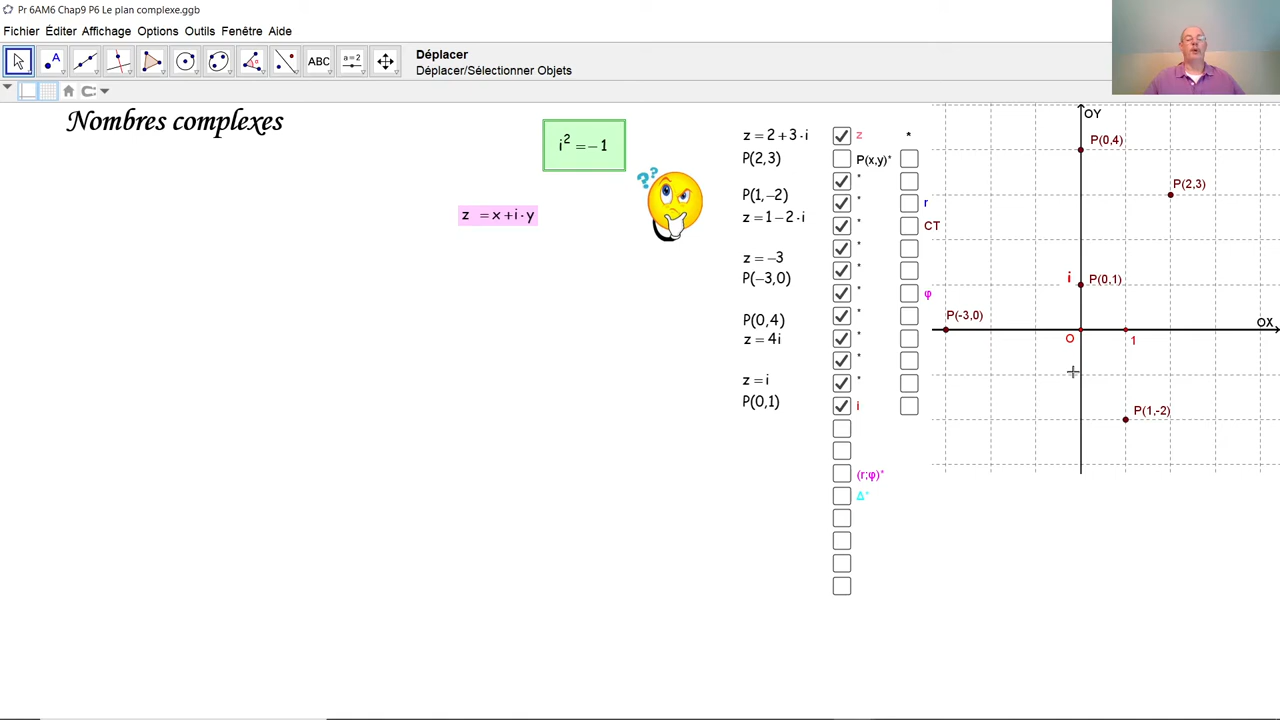 Pr 6AM6 Chap9 P6 Le plan complexe.ggb
Fichier Éditer Affichage Options Outils Fenêtre Aide
A
ABC
a=2
Déplacer
Déplacer/Sélectionner Objets
Nombres complexes
i² = −1
??
z = x + i · y
z = 2 + 3 · i
z
*
P(2,3)
P(x,y)*
*
P(1,−2)
*
r
z = 1 − 2 · i
*
CT
z = −3
*
P(−3,0)
*
*
φ
P(0,4)
*
z = 4i
*
*
z = i
*
P(0,1)
i
(r;φ)*
Δ*
OY
P(0,4)
P(2,3)
i
P(0,1)
P(-3,0)
OX
O
1
P(1,-2)